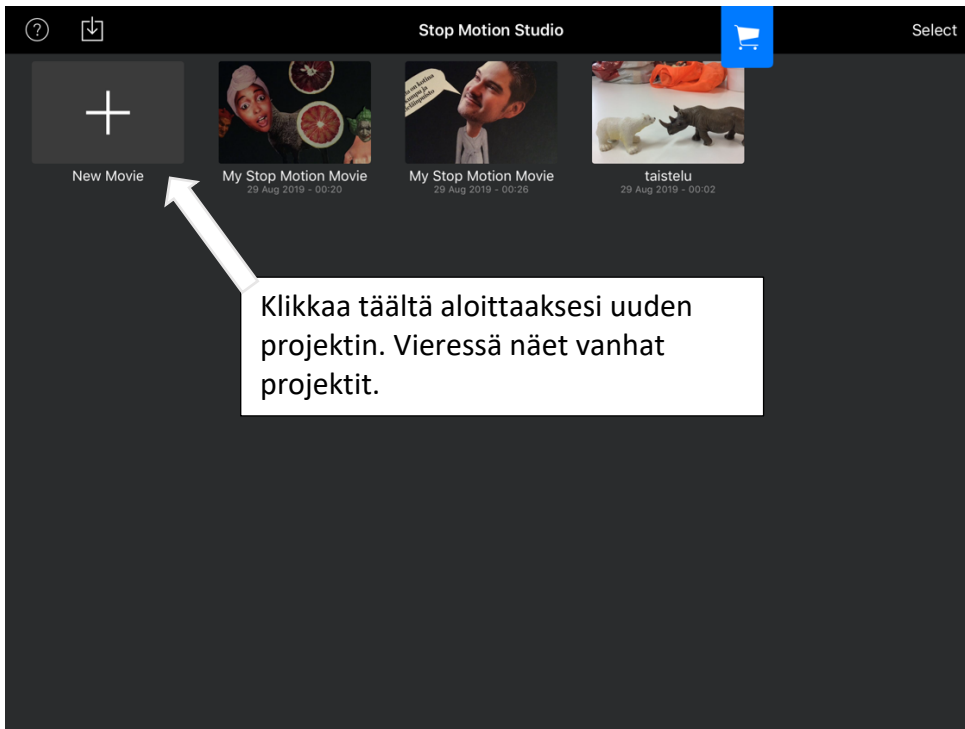 ?
Stop Motion Studio
Select
New Movie
My Stop Motion Movie
29 Aug 2019 - 00:20
My Stop Motion Movie
29 Aug 2019 - 00:26
taistelu
29 Aug 2019 - 00:02
on kotina
Klikkaa täältä aloittaaksesi uuden
projektin. Vieressä näet vanhat
projektit.